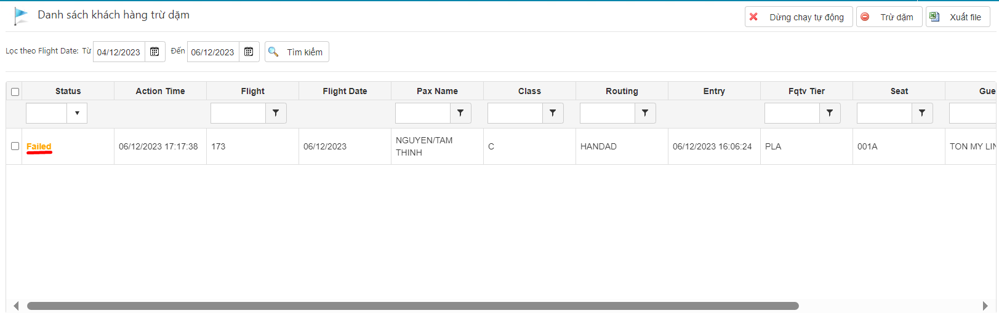 Danh sách khách hàng trừ dặm
Dừng chạy tự động Trừ dặm Xuất file
Lọc theo Flight Date: Từ 04/12/2023 Đến 06/12/2023 Tìm kiếm
Status Action Time Flight Flight Date Pax Name Class Routing Entry Fqtv Tier Seat Gue
Failed 06/12/2023 17:17:38 173 06/12/2023 NGUYEN/TAM THINH C HANDAD 06/12/2023 16:06:24 PLA 001A TON MY LIN